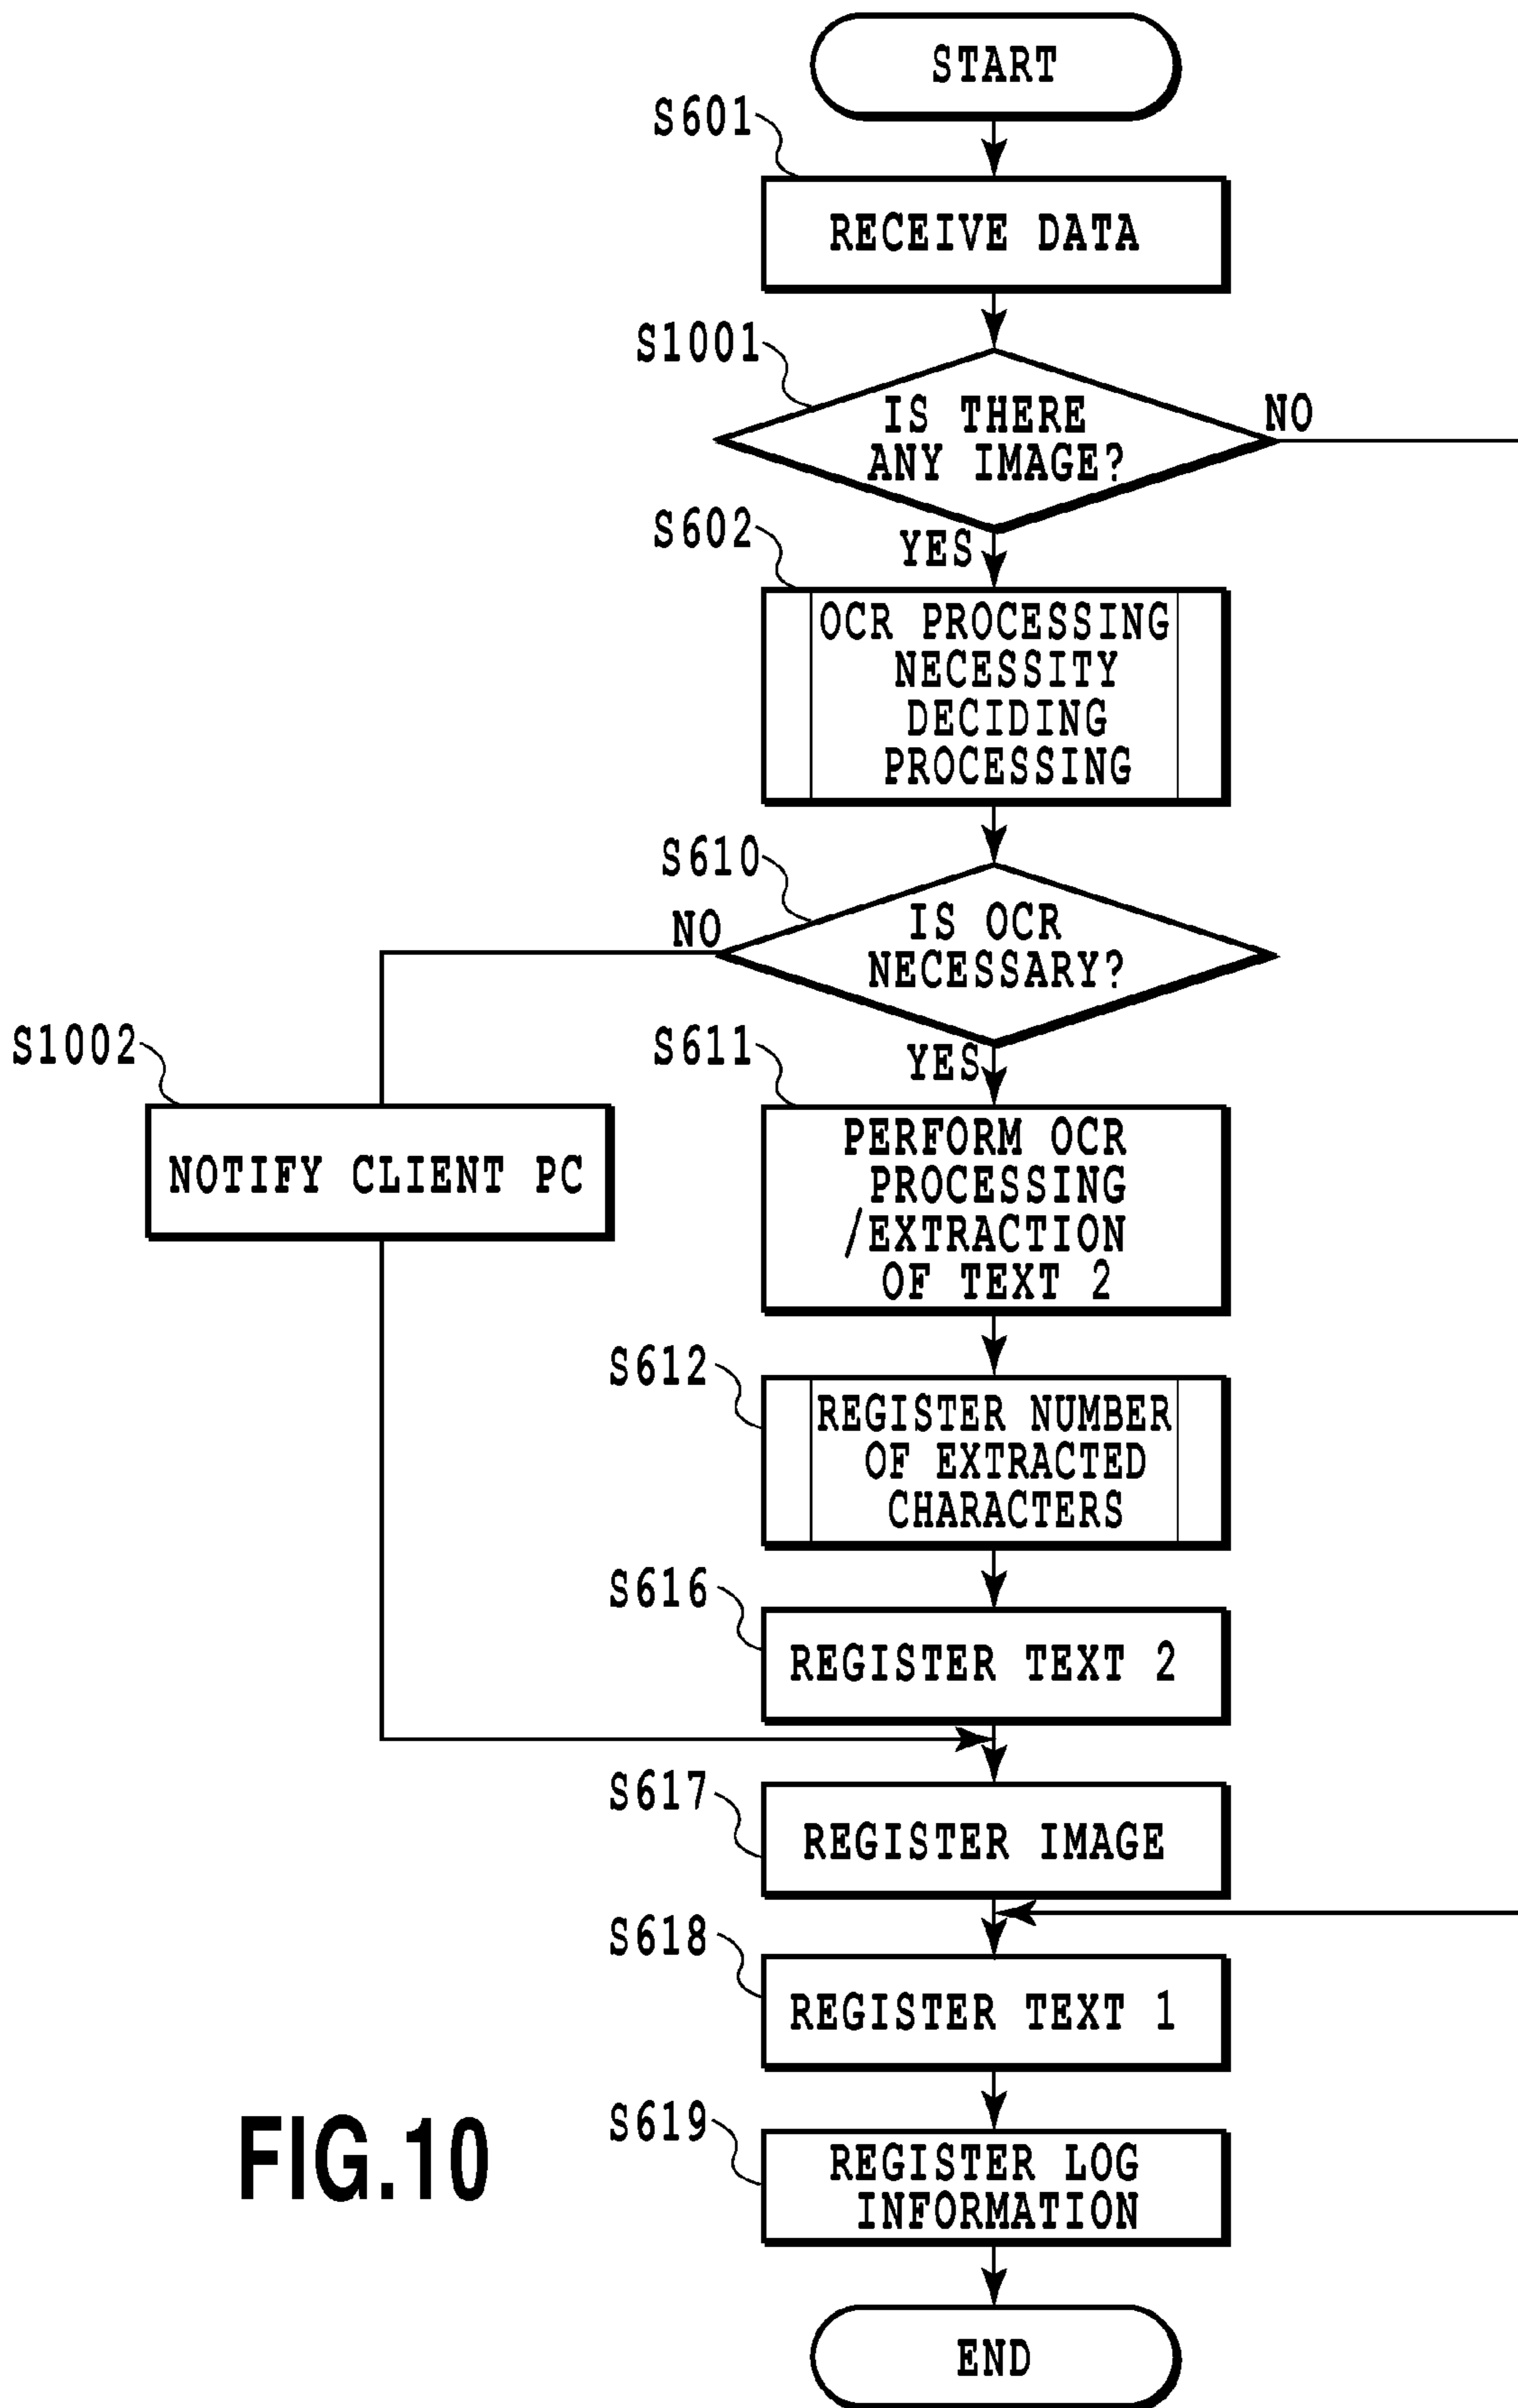 START
S601
RECEIVE DATA
S1001
IS THERE
ANY IMAGE?
NO
YES
S602
OCR PROCESSING
NECESSITY
DECIDING
PROCESSING
S610
IS OCR
NECESSARY?
NO
YES
S1002
NOTIFY CLIENT PC
S611
PERFORM OCR
PROCESSING
/EXTRACTION
OF TEXT 2
S612
REGISTER NUMBER
OF EXTRACTED
CHARACTERS
S616
REGISTER TEXT 2
S617
REGISTER IMAGE
S618
REGISTER TEXT 1
S619
REGISTER LOG
INFORMATION
END
FIG.10